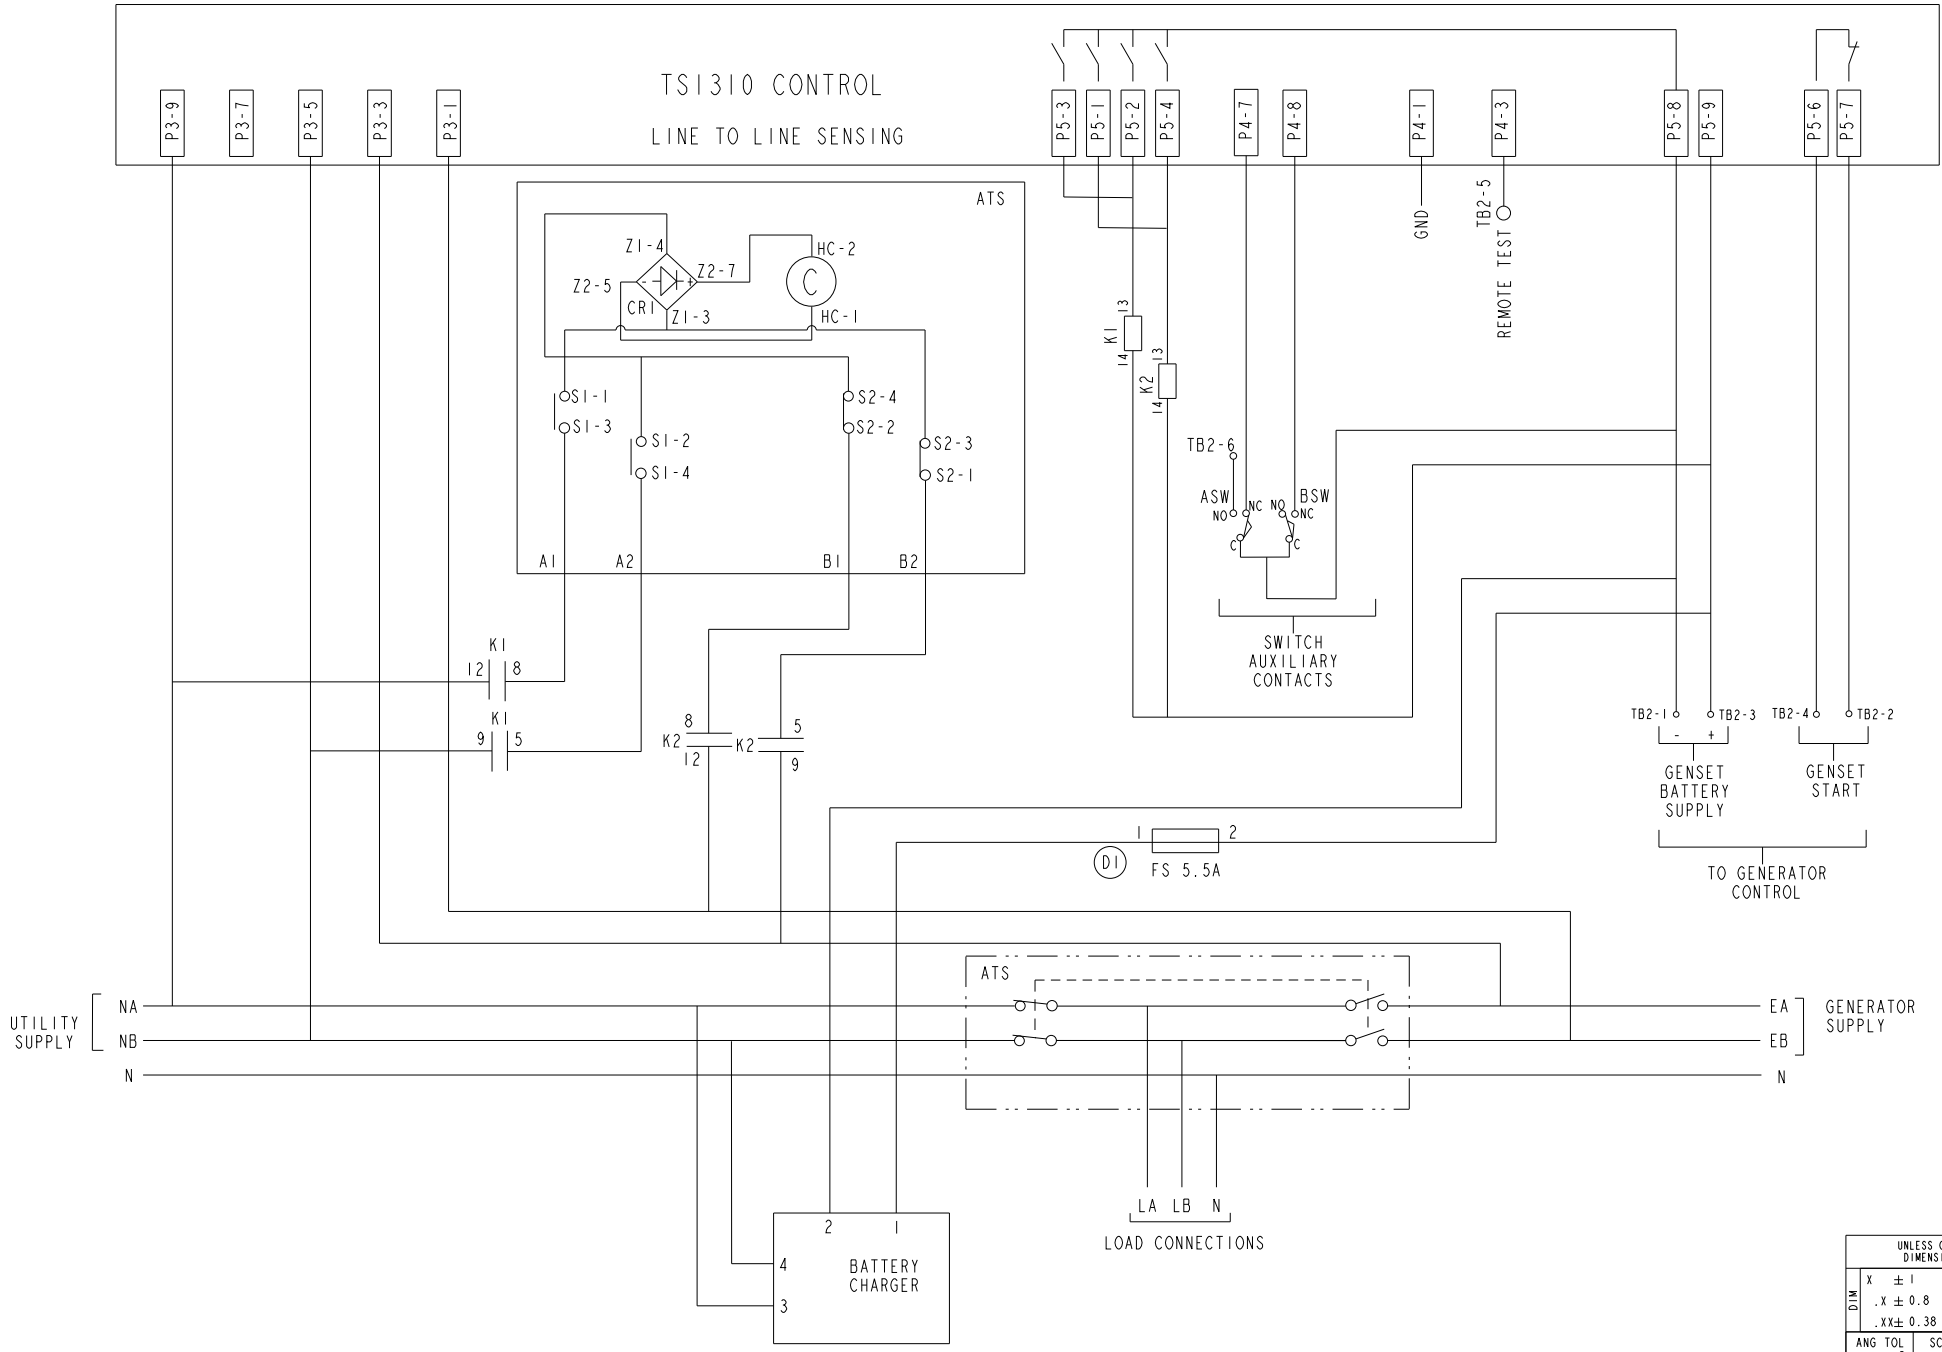 TS1310 CONTROL
LINE TO LINE SENSING
P3-9
P3-7
P3-5
P3-3
P3-1
P5-3
P5-1
P5-2
P5-4
P4-7
P4-8
P4-1
P4-3
P5-8
P5-9
P5-6
P5-7
ATS
Z1-4
HC-2
Z2-7
Z2-5
- +
C
CR1
Z1-3
HC-1
GND
TB2-5
REMOTE TEST
13
K1
14
13
K2
14
S1-1
S1-3
S1-2
S1-4
S2-4
S2-2
S2-3
S2-1
A1
A2
B1
B2
TB2-6
ASW
NO
NC
NO
BSW
NC
C
C
SWITCH
AUXILIARY
CONTACTS
K1
12
8
K1
9
5
8
K2
12
5
K2
9
TB2-1
TB2-3
TB2-4
TB2-2
- +
GENSET
BATTERY
SUPPLY
GENSET
START
TO GENERATOR
CONTROL
1
2
D1
FS 5.5A
ATS
UTILITY
SUPPLY
NA
NB
N
EA
EB
N
GENERATOR
SUPPLY
LA LB N
LOAD CONNECTIONS
2
1
4
3
BATTERY
CHARGER
UNLESS
DIMENS
DIM
X ±1
.X ±0.8
.XX± 0.38
ANG TOL
SC